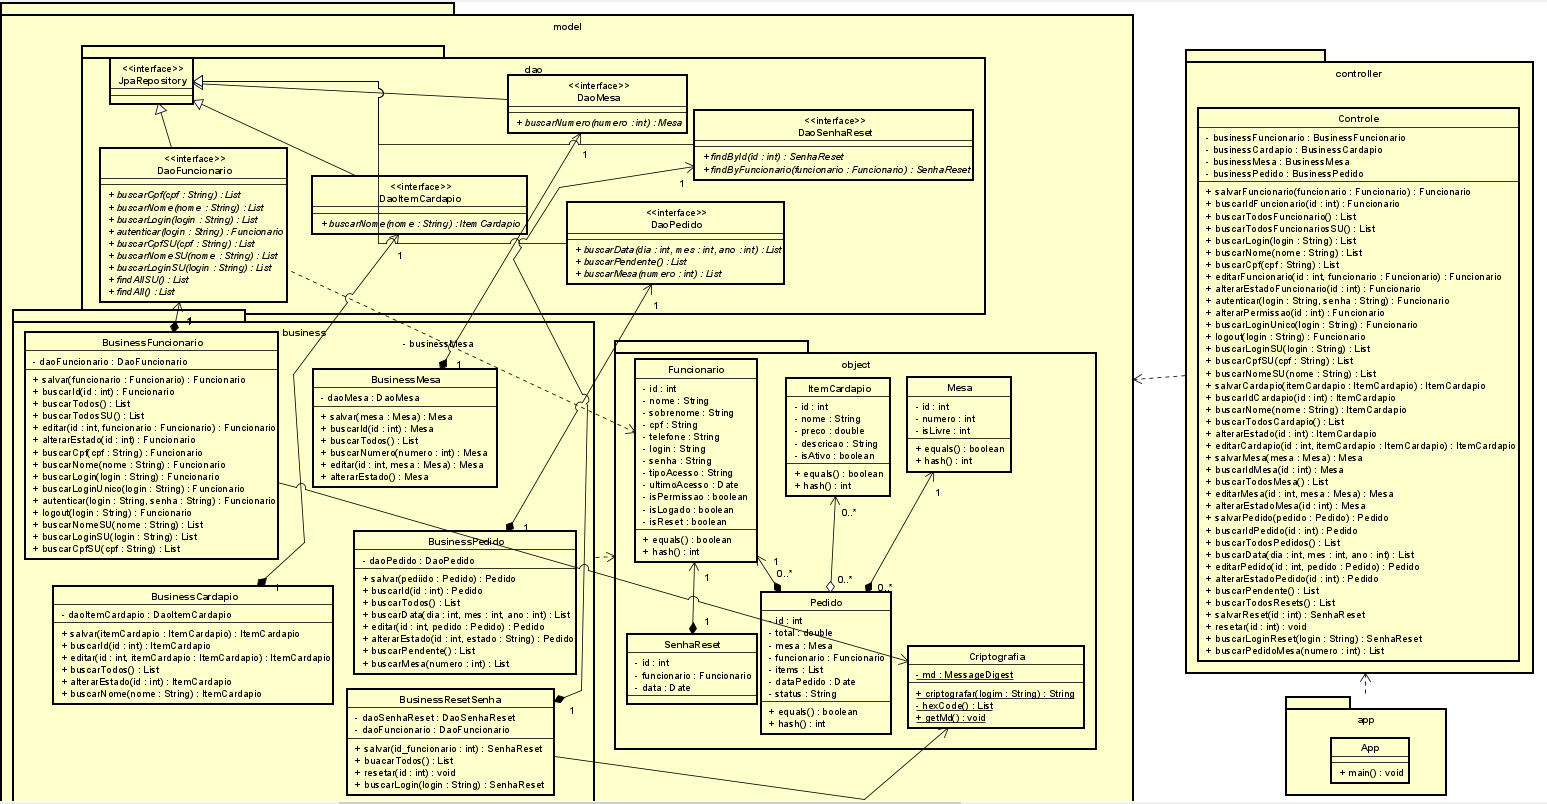 model
dao
<<interface>>
JpaRepository
<<interface>>
DaoMesa
+ buscarNumero(numero : int) : Mesa
<<interface>>
DaoSenhaReset
+findById(id : int) : SenhaReset
+findByFuncionario(funcionario : Funcionario) : SenhaReset
<<interface>>
DaoFuncionario
+ buscarCpf(cpf : String) : List
+ buscarNome(nome : String) : List
+ buscarLogin(login : String) : List
+ autenticar(login : String) : Funcionario
+ buscarCpfSU(cpf : String) : List
+ buscarNomeSU(nome : String) : List
+ buscarLoginSU(login : String) : List
+ findAllSU() : List
+ findAll() : List
<<interface>>
DaoItemCardapio
+ buscarNome(nome : String) : Item Cardapio
<<interface>>
DaoPedido
+ buscarData(dia : int, mes : int, ano : int) : List
+ buscarPendente() : List
+ buscarMesa(numero : int) : List
1
1
1
1
1
business
- businessMesa
BusinessFuncionario
- daoFuncionario : DaoFuncionario
+ salvar(funcionario : Funcionario) : Funcionario
+ buscarId(id : int) : Funcionario
+ buscarTodos() : List
+ buscarTodosSU() : List
+ editar(id : int, funcionario : Funcionario) : Funcionario
+ alterarEstado(id : int) : Funcionario
+ buscarCpf(cpf : String) : Funcionario
+ buscarNome(nome : String) : Funcionario
+ buscarLogin(login : String) : Funcionario
+ buscarLoginUnico(login : String) : Funcionario
+ autenticar(login : String, senha : String) : Funcionario
+ logout(login : String) : Funcionario
+ buscarNomeSU(nome : String) : List
+ buscarLoginSU(login : String) : List
+ buscarCpfSU(cpf : String) : List
1
BusinessMesa
- daoMesa : DaoMesa
+ salvar(mesa : Mesa) : Mesa
+ buscarId(id : int) : Mesa
+ buscarTodos() : List
+ buscarNumero(numero : int) : Mesa
+ editar(id : int, mesa : Mesa) : Mesa
+ alterarEstado() : Mesa
1
BusinessPedido
- daoPedido : DaoPedido
+ salvar(pediido : Pedido) : Pedido
+ buscarId(id : int) : Pedido
+ buscarTodos() : List
+ buscarData(dia : int, mes : int, ano : int) : List
+ editar(id : int, pedido : Pedido) : Pedido
+ alterarEstado(id : int, estado : String) : Pedido
+ buscarPendente() : List
+ buscarMesa(numero : int) : List
1
BusinessCardapio
- daoItemCardapio : DaoItemCardapio
+ salvar(itemCardapio : ItemCardapio) : ItemCardapio
+ buscarId(id : int) : ItemCardapio
+ editar(id : int, itemCardapio : ItemCardapio) : ItemCardapio
+ buscarTodos() : List
+ alterarEstado(id : int) : ItemCardapio
+ buscarNome(nome : String) : ItemCardapio
1
BusinessResetSenha
- daoSenhaReset : DaoSenhaReset
- daoFuncionario : DaoFuncionario
+ salvar(id_funcionario : int) : SenhaReset
+ buacarTodos() : List
+ resetar(id : int) : void
+ buscarLogin(login : String) : SenhaReset
object
Funcionario
- id : int
- nome : String
- sobrenome : String
- cpf : String
- telefone : String
- login : String
- senha : String
- tipoAcesso : String
- ultimoAcesso : Date
- isPermissao : boolean
- isLogado : boolean
- isReset : boolean
+ equals() : boolean
+ hash() : int
ItemCardapio
- id : int
- nome : String
- preco : double
- descricao : String
- isAtivo : boolean
+ equals() : boolean
+ hash() : int
Mesa
- id : int
- numero : int
- isLivre : int
+ equals() : boolean
+ hash() : int
1
0..*
1
0..*
0..*
0..*
1
1
SenhaReset
- id : int
- funcionario : Funcionario
- data : Date
Pedido
- id : int
- total : double
- mesa : Mesa
- funcionario : Funcionario
- items : List
- dataPedido : Date
- status : String
+ equals() : boolean
+ hash() : int
Criptografia
- md : MessageDigest
+ criptografar(logim : String) : String
- hexCode() : List
+ getMd() : void
controller
Controle
- businessFuncionario : BusinessFuncionario
- businessCardapio : BusinessCardapio
- businessMesa : BusinessMesa
- businessPedido : BusinessPedido
+ salvarFuncionario(funcionario : Funcionario) : Funcionario
+ buscarIdFuncionario(id : int) : Funcionario
+ buscarTodosFuncionario() : List
+ buscarTodosFuncionariosSU() : List
+ buscarLogin(login : String) : List
+ buscarNome(nome : String) : List
+ buscarCpf(cpf : String) : List
+ editarFuncionario(id : int, funcionario : Funcionario) : Funcionario
+ alterarEstadoFuncionario(id : int) : Funcionario
+ autenticar(login : String, senha : String) : Funcionario
+ alterarPermissao(id : int) : Funcionario
+ buscarLoginUnico(login : String) : Funcionario
+ logout(login : String) : Funcionario
+ buscarLoginSU(login : String) : List
+ buscarCpfSU(login : String) : List
+ buscarNomeSU(nome : String) : List
+ salvarCardapio(itemCardapio : ItemCardapio) : ItemCardapio
+ buscarIdCardapio(id : int) : ItemCardapio
+ buscarNome(nome : String) : ItemCardapio
+ buscarTodosCardapio() : List
+ alterarEstado(id : int) : ItemCardapio
+ editarCardapio(id : int, itemCardapio : ItemCardapio) : ItemCardapio
+ salvarMesa(mesa : Mesa) : Mesa
+ buscarIdMesa(id : int) : Mesa
+ buscarTodosMesa() : List
+ editarMesa(id : int, mesa : Mesa) : Mesa
+ alterarEstadoMesa(id : int) : Mesa
+ salvarPedido(pedido : Pedido) : Pedido
+ buscarIdPedido(id : int) : Pedido
+ buscarTodosPedidos() : List
+ buscarData(dia : int, mes : int, ano : int) : List
+ editarPedido(id : int, pedido : Pedido) : Pedido
+ alterarEstadoPedido(id : int) : Pedido
+ buscarPendente() : List
+ buscarTodosResets() : List
+ salvarReset(id : int) : SenhaReset
+ resetar(id : int) : void
+ buscarLoginReset(login : String) : SenhaReset
+ buscarPedidoMesa(numero : int) : List
app
App
+ main() : void